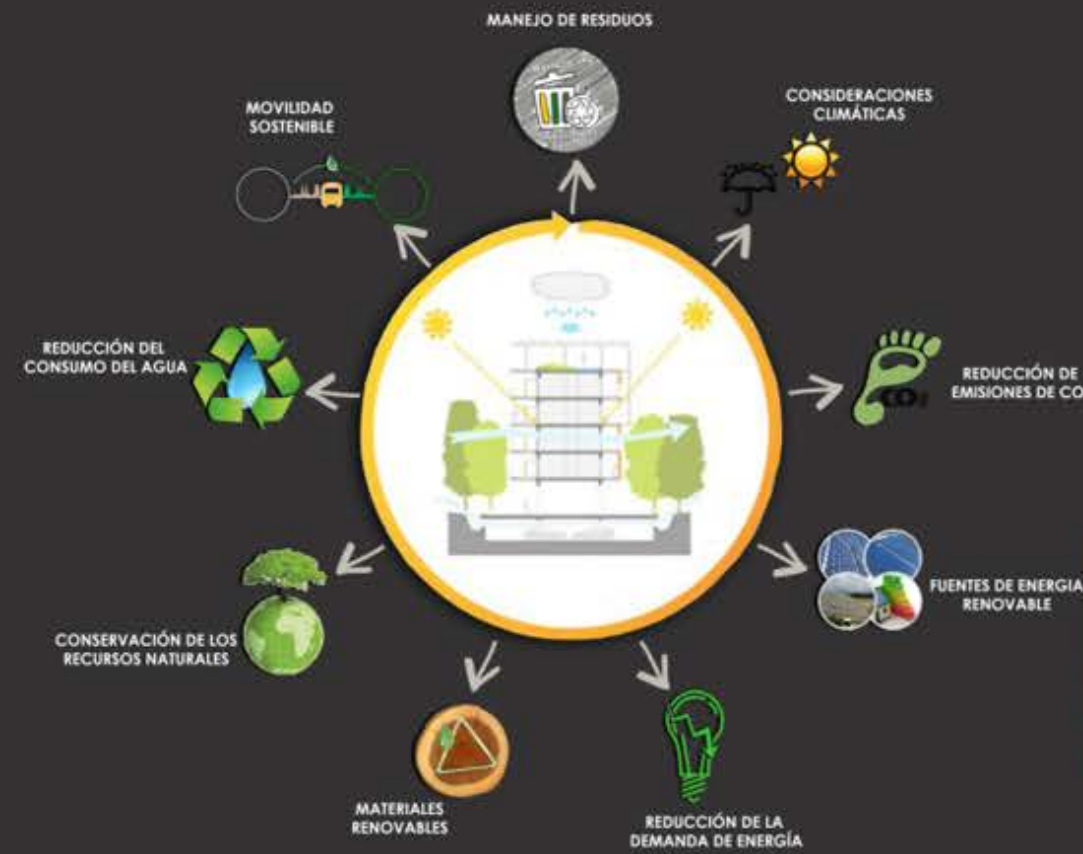 MANEJO DE RESIDUOS
CONSIDERACIONES
CLIMÁTICAS
MOVILIDAD
SOSTENIBLE
REDUCCIÓN DEL
CONSUMO DEL AGUA
REDUCCIÓN DE
EMISIONES DE CO
CO2
FUENTES DE ENERGIA
RENOVABLE
CONSERVACIÓN DE LOS
RECURSOS NATURALES
MATERIALES
RENOVABLES
REDUCCIÓN DE LA
DEMANDA DE ENERGÍA